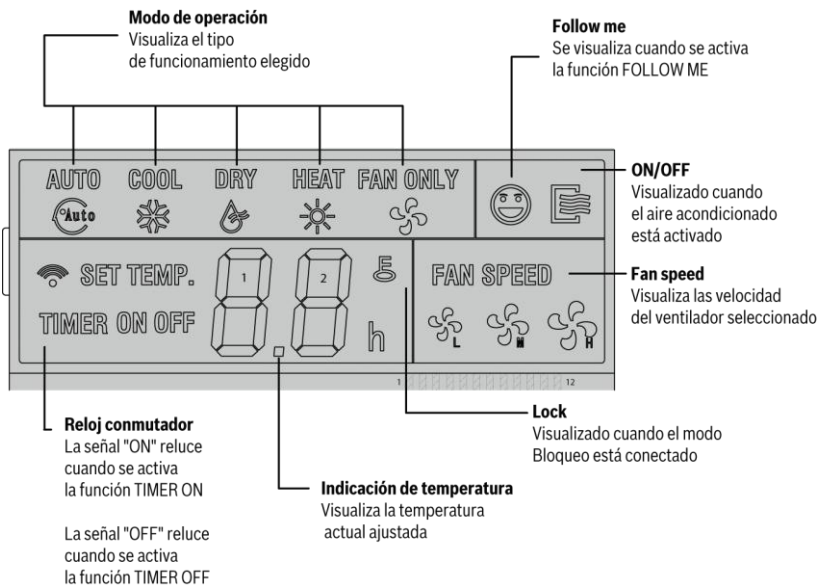 Modo de operación
Visualiza el tipo
de funcionamiento elegido
Follow me
Se visualiza cuando se activa
la función FOLLOW ME
AUTO COOL DRY HEAT FAN ONLY
Auto
ON/OFF
Visualizado cuando
el aire acondicionado
está activado
SET TEMP. 1 2
FAN SPEED
TIMER ON OFF h
L M H
Fan speed
Visualiza las velocidad
del ventilador seleccionado
1 12
Reloj conmutador
La señal "ON" reluce
cuando se activa
la función TIMER ON
La señal "OFF" reluce
cuando se activa
la función TIMER OFF
Indicación de temperatura
Visualiza la temperatura
actual ajustada
Lock
Visualizado cuando el modo
Bloqueo está conectado